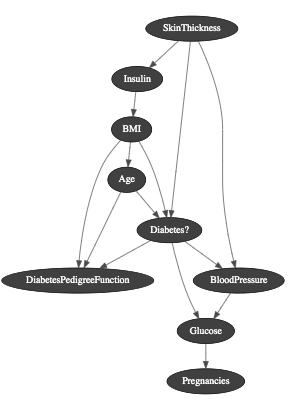 SkinThickness
Insulin
BMI
Age
Diabetes?
DiabetesPedigreeFunction
BloodPressure
Glucose
Pregnancies